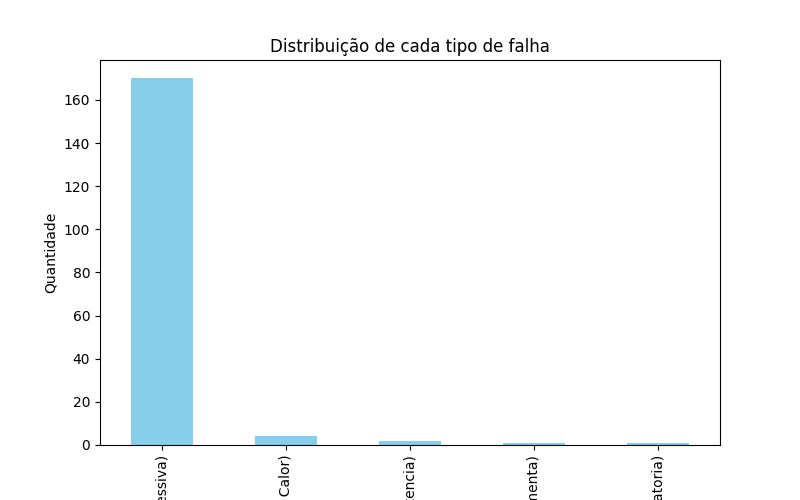 Distribuição de cada tipo de falha
Quantidade
160
140
120
100
80
60
40
20
0
essiva)
Calor)
tencia)
menta)
atoria)